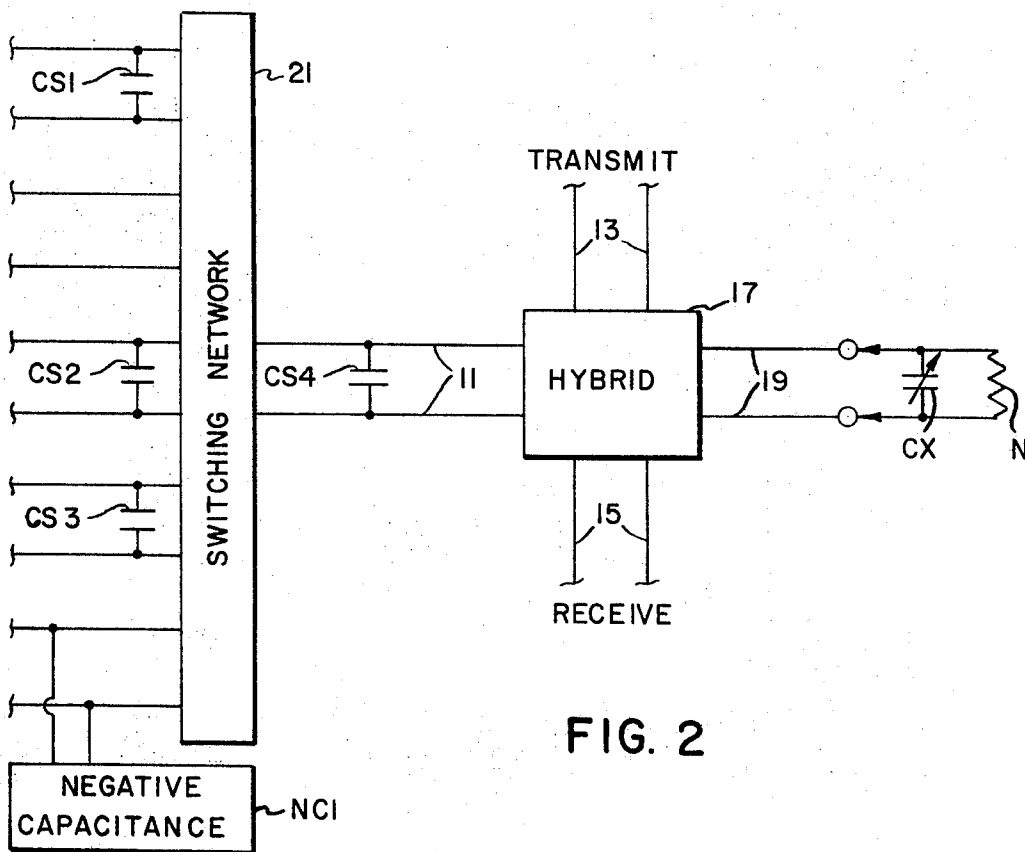 CS1
21
TRANSMIT
13
17
SWITCHING NETWORK
CS2
CS4
11
HYBRID
19
CX
N
CS3
15
RECEIVE
FIG. 2
NEGATIVE
CAPACITANCE
NC1